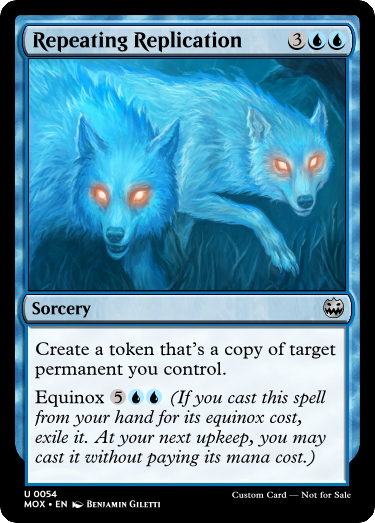 Repeating Replication 3
Sorcery
Create a token that's a copy of target
permanent you control.
Equinox 5 (If you cast this spell
from your hand for its equinox cost,
exile it. At your next upkeep, you may
cast it without paying its mana cost.)
U 0054
MOX • EN Benjamin Giletti
Custom Card — Not for Sale